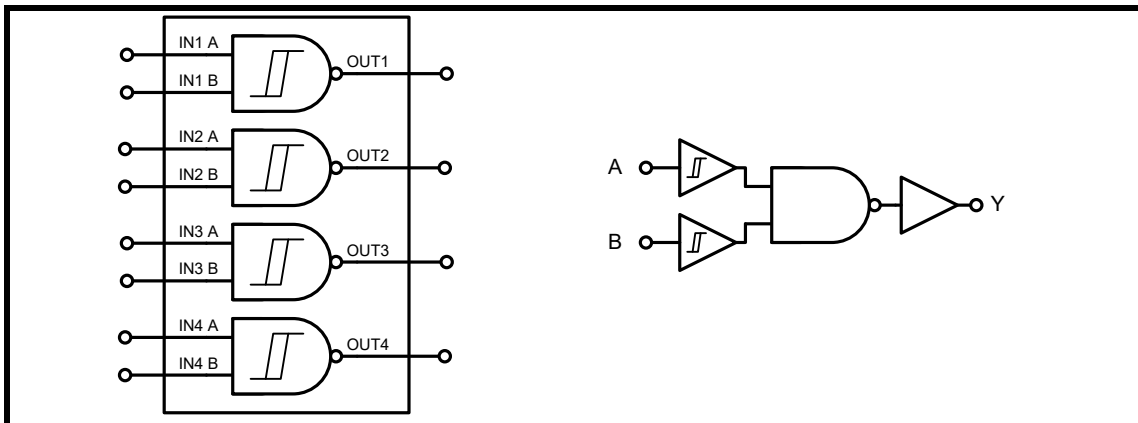 IN1 A
IN1 B
OUT1
IN2 A
IN2 B
OUT2
IN3 A
IN3 B
OUT3
IN4 A
IN4 B
OUT4
A
B
Y